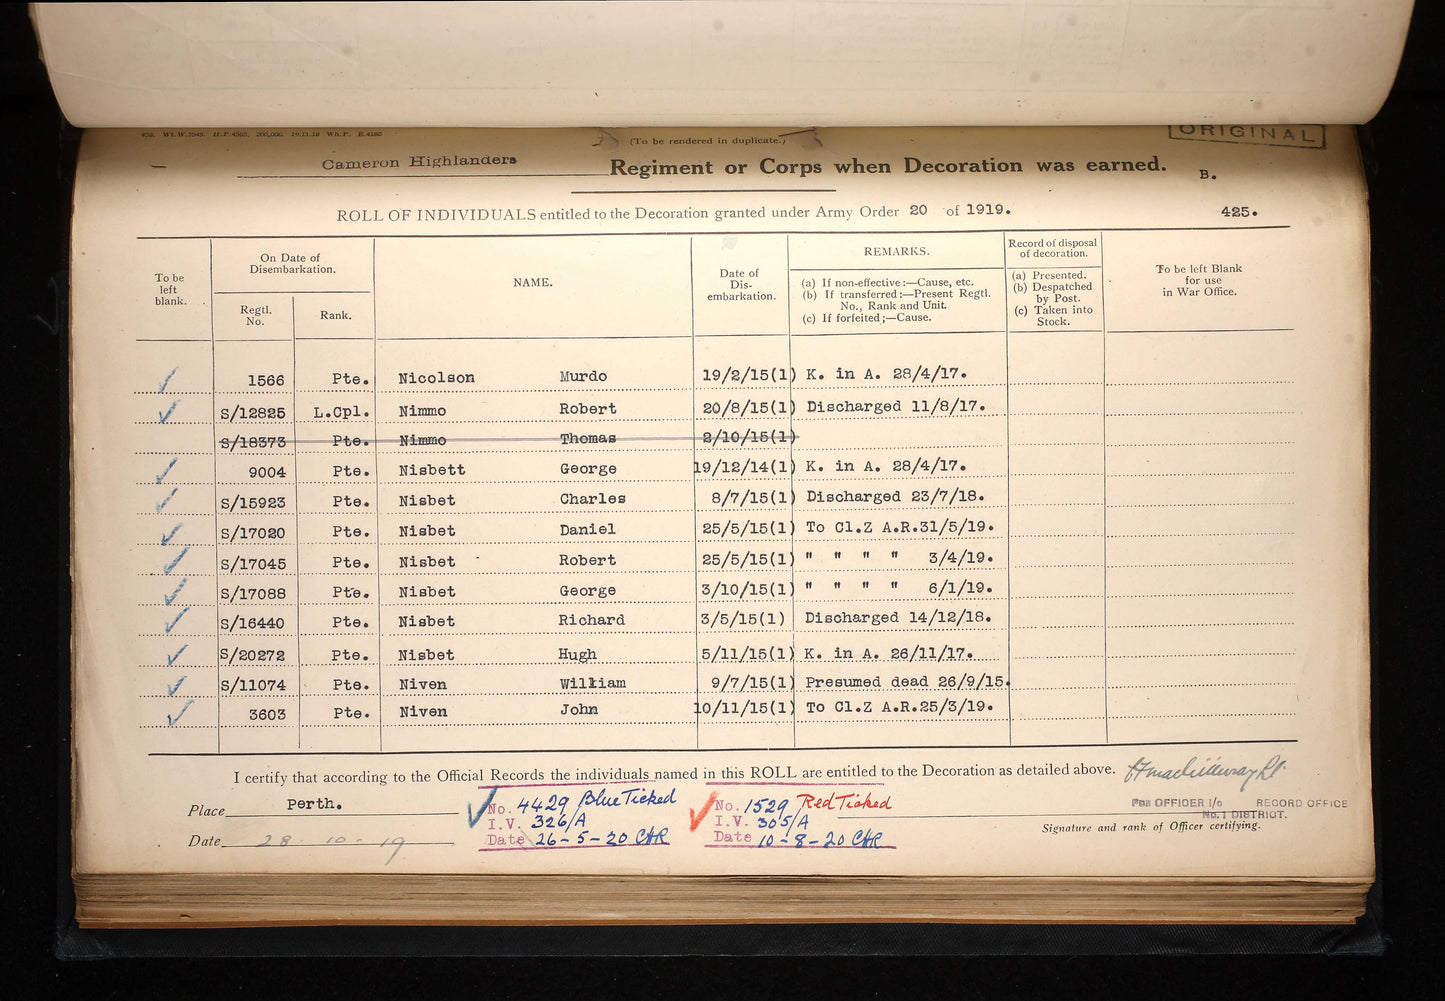 458. Wt.W.7548. H.P.4563. 200,000. 19.11.18 Wh.P. E.4180
(To be rendered in duplicate.)
ORIGINAL
Cameron Highlanders Regiment or Corps when Decoration was earned.
B.
ROLL OF INDIVIDUALS entitled to the Decoration granted under Army Order 20 of 1919.
425.
To be left blank.
On Date of Disembarkation.
Regtl. No.
Rank.
NAME.
Date of Dis-embarkation.
REMARKS.
(a) If non-effective:—Cause, etc.
(b) If transferred:—Present Regtl. No., Rank and Unit.
(c) If forfeited;—Cause.
Record of disposal of decoration.
(a) Presented.
(b) Despatched by Post.
(c) Taken into Stock.
To be left Blank for use in War Office.
1566 Pte. Nicolson Murdo 19/2/15(1) K. in A. 28/4/17.
S/12825 L.Cpl. Nimmo Robert 20/8/15(1) Discharged 11/8/17.
S/18373 Pte. Nimmo Thomas 2/10/15(1)
9004 Pte. Nisbett George 19/12/14(1) K. in A. 28/4/17.
S/15923 Pte. Nisbet Charles 8/7/15(1) Discharged 23/7/18.
S/17020 Pte. Nisbet Daniel 25/5/15(1) To Cl.Z A.R.31/5/19.
S/17045 Pte. Nisbet Robert 25/5/15(1) " " " " 3/4/19.
S/17088 Pte. Nisbet George 3/10/15(1) " " " " 6/1/19.
S/16440 Pte. Nisbet Richard 3/5/15(1) Discharged 14/12/18.
S/20272 Pte. Nisbet Hugh 5/11/15(1) K. in A. 26/11/17.
S/11074 Pte. Niven William 9/7/15(1) Presumed dead 26/9/15.
3603 Pte. Niven John 10/11/15(1) To Cl.Z A.R.25/3/19.
I certify that according to the Official Records the individuals named in this ROLL are entitled to the Decoration as detailed above.
Place Perth.
Date 28 . 10 - 19
No. 4429 Blue Ticked
I.V. 326/A
Date 26-5-20 CHR
No. 1529 Red Ticked
I.V. 305/A
Date 10-8-20 CHR
FOR OFFICER I/c RECORD OFFICE
No. 1 DISTRICT.
Signature and rank of Officer certifying.